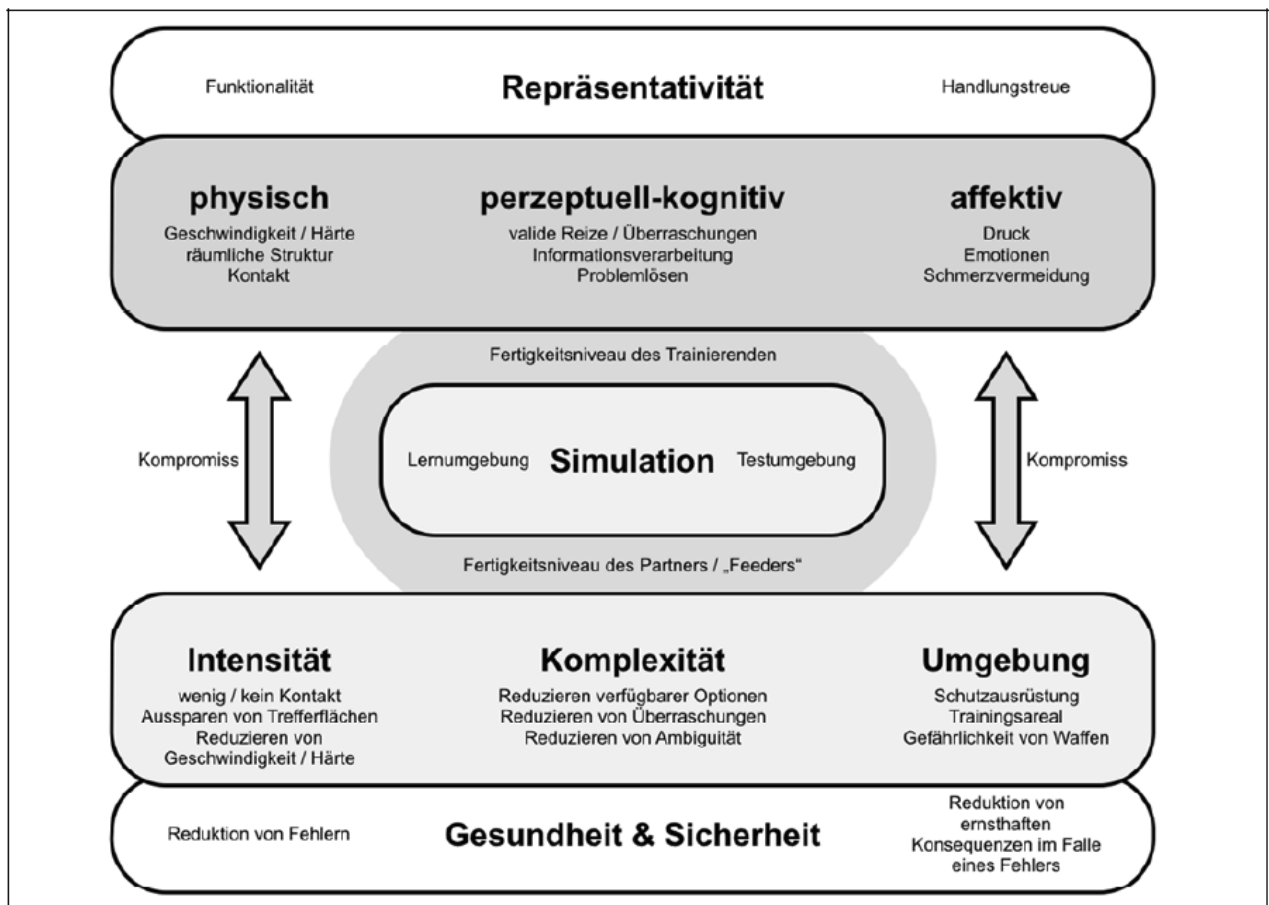 Funktionalität
Repräsentativität
Handlungstreue
physisch
Geschwindigkeit / Härte
räumliche Struktur
Kontakt
perzeptuell-kognitiv
valide Reize / Überraschungen
Informationsverarbeitung
Problemlösen
affektiv
Druck
Emotionen
Schmerzvermeidung
Fertigkeitsniveau des Trainierenden
Kompromiss
Lernumgebung
Simulation
Testumgebung
Kompromiss
Fertigkeitsniveau des Partners / „Feeders“
Intensität
wenig / kein Kontakt
Aussparen von Trefferflächen
Reduzieren von
Geschwindigkeit / Härte
Komplexität
Reduzieren verfügbarer Optionen
Reduzieren von Überraschungen
Reduzieren von Ambiguität
Umgebung
Schutzausrüstung
Trainingsareal
Gefährlichkeit von Waffen
Reduktion von Fehlern
Gesundheit & Sicherheit
Reduktion von
ernsthaften
Konsequenzen im Falle
eines Fehlers